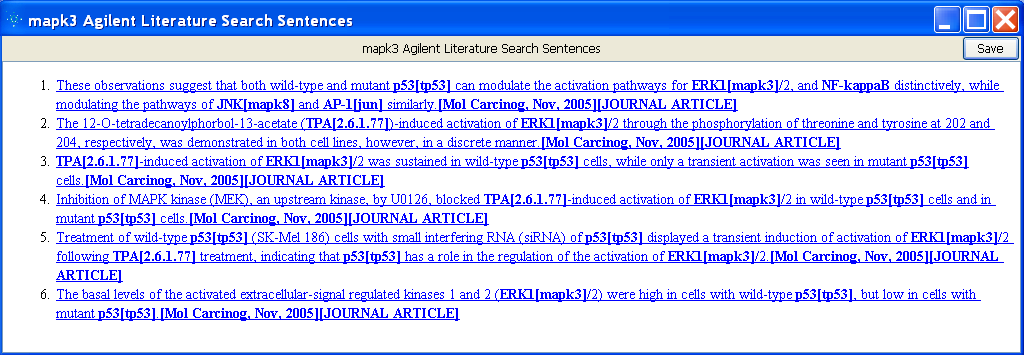 mapk3 Agilent Literature Search Sentences
mapk3 Agilent Literature Search Sentences
Save
1. These observations suggest that both wild-type and mutant p53[tp53] can modulate the activation pathways for ERK1[mapk3]/2, and NF-kappaB distinctively, while
modulating the pathways of JNK[mapk8] and AP-1[jun] similarly.[Mol Carcinog, Nov, 2005][JOURNAL ARTICLE]
2. The 12-O-tetradecanoylphorbol-13-acetate (TPA[2.6.1.77])-induced activation of ERK1[mapk3]/2 through the phosphorylation of threonine and tyrosine at 202 and
204, respectively, was demonstrated in both cell lines, however, in a discrete manner.[Mol Carcinog, Nov, 2005][JOURNAL ARTICLE]
3. TPA[2.6.1.77]-induced activation of ERK1[mapk3]/2 was sustained in wild-type p53[tp53] cells, while only a transient activation was seen in mutant p53[tp53]
cells.[Mol Carcinog, Nov, 2005][JOURNAL ARTICLE]
4. Inhibition of MAPK kinase (MEK), an upstream kinase, by U0126, blocked TPA[2.6.1.77]-induced activation of ERK1[mapk3]/2 in wild-type p53[tp53] cells and in
mutant p53[tp53] cells.[Mol Carcinog, Nov, 2005][JOURNAL ARTICLE]
5. Treatment of wild-type p53[tp53] (SK-Mel 186) cells with small interfering RNA (siRNA) of p53[tp53] displayed a transient induction of activation of ERK1[mapk3]/2
following TPA[2.6.1.77] treatment, indicating that p53[tp53] has a role in the regulation of the activation of ERK1[mapk3]/2.[Mol Carcinog, Nov, 2005][JOURNAL
ARTICLE]
6. The basal levels of the activated extracellular-signal regulated kinases 1 and 2 (ERK1[mapk3]/2) were high in cells with wild-type p53[tp53], but low in cells with
mutant p53[tp53].[Mol Carcinog, Nov, 2005][JOURNAL ARTICLE]